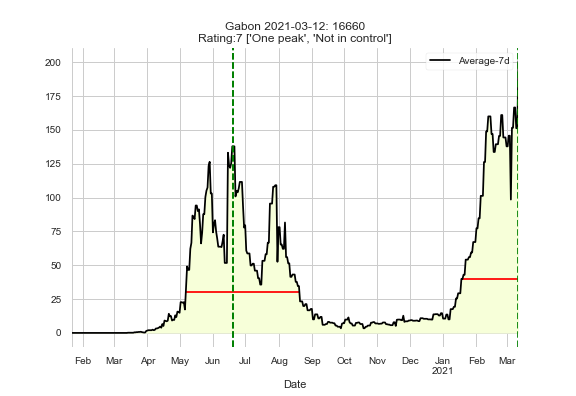 Gabon 2021-03-12: 16660
Rating:7 ['One peak', 'Not in control']
Average-7d
200
175
150
125
100
75
50
25
0
Feb Mar Apr May Jun Jul Aug Sep Oct Nov Dec Jan Feb Mar
2021
Date